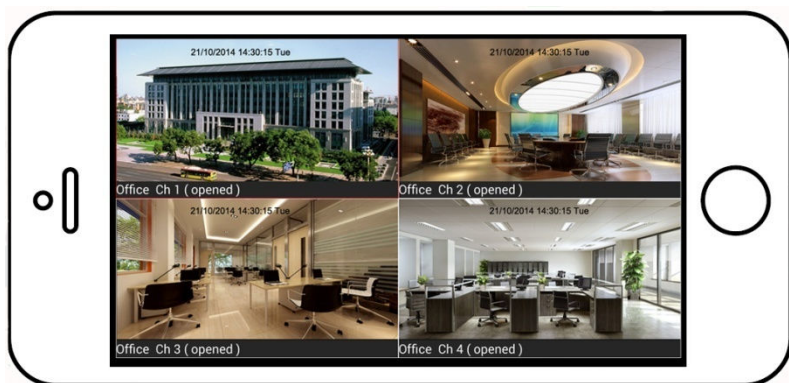 21/10/2014 14:30:15 Tue
21/10/2014 14:30:15 Tue
Office Ch 1 ( opened )
Office Ch 2 ( opened )
21/10/2014 14:30:15 Tue
21/10/2014 14:30:15 Tue
Office Ch 3 ( opened )
Office Ch 4 ( opened )